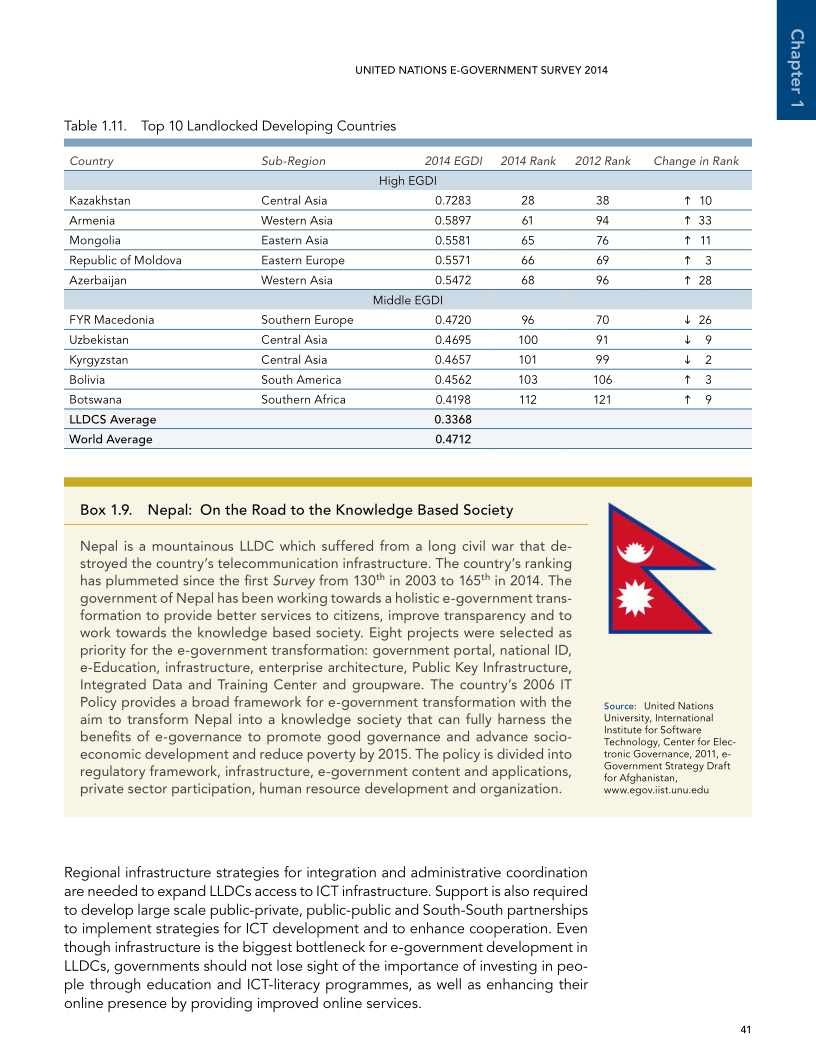 Chapter 1
UNITED NATIONS E-GOVERNMENT SURVEY 2014
Table 1.11. Top 10 Landlocked Developing Countries
Country Sub-Region 2014 EGDI 2014 Rank 2012 Rank Change in Rank
High EGDI
Kazakhstan Central Asia 0.7283 28 38 ↑ 10
Armenia Western Asia 0.5897 61 94 ↑ 33
Mongolia Eastern Asia 0.5581 65 76 ↑ 11
Republic of Moldova Eastern Europe 0.5571 66 69 ↑ 3
Azerbaijan Western Asia 0.5472 68 96 ↑ 28
Middle EGDI
FYR Macedonia Southern Europe 0.4720 96 70 ↓ 26
Uzbekistan Central Asia 0.4695 100 91 ↓ 9
Kyrgyzstan Central Asia 0.4657 101 99 ↓ 2
Bolivia South America 0.4562 103 106 ↑ 3
Botswana Southern Africa 0.4198 112 121 ↑ 9
LLDCS Average 0.3368
World Average 0.4712
Box 1.9. Nepal: On the Road to the Knowledge Based Society
Nepal is a mountainous LLDC which suffered from a long civil war that de-
stroyed the country's telecommunication infrastructure. The country's ranking
has plummeted since the first Survey from 130th in 2003 to 165th in 2014. The
government of Nepal has been working towards a holistic e-government trans-
formation to provide better services to citizens, improve transparency and to
work towards the knowledge based society. Eight projects were selected as
priority for the e-government transformation: government portal, national ID,
e-Education, infrastructure, enterprise architecture, Public Key Infrastructure,
Integrated Data and Training Center and groupware. The country's 2006 IT
Policy provides a broad framework for e-government transformation with the
aim to transform Nepal into a knowledge society that can fully harness the
benefits of e-governance to promote good governance and advance socio-
economic development and reduce poverty by 2015. The policy is divided into
regulatory framework, infrastructure, e-government content and applications,
private sector participation, human resource development and organization.
Source: United Nations
University, International
Institute for Software
Technology, Center for Elec-
tronic Governance, 2011, e-
Government Strategy Draft
for Afghanistan,
www.egov.iist.unu.edu
Regional infrastructure strategies for integration and administrative coordination
are needed to expand LLDCs access to ICT infrastructure. Support is also required
to develop large scale public-private, public-public and South-South partnerships
to implement strategies for ICT development and to enhance cooperation. Even
though infrastructure is the biggest bottleneck for e-government development in
LLDCs, governments should not lose sight of the importance of investing in peo-
ple through education and ICT-literacy programmes, as well as enhancing their
online presence by providing improved online services.
41